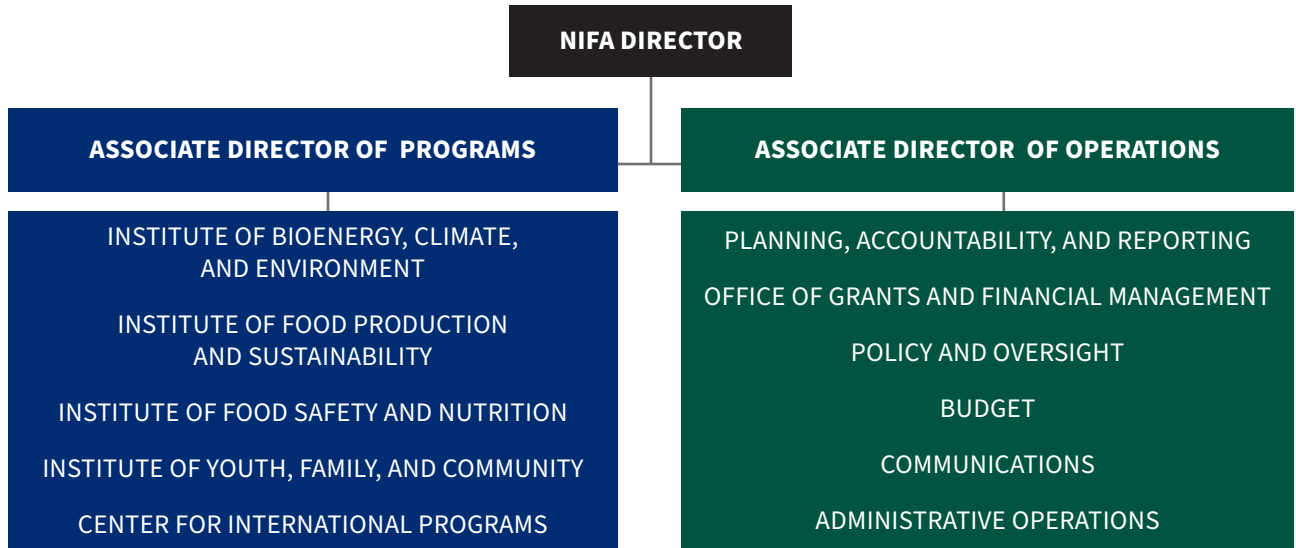 NIFA DIRECTOR
ASSOCIATE DIRECTOR OF PROGRAMS
INSTITUTE OF BIOENERGY, CLIMATE,
AND ENVIRONMENT
INSTITUTE OF FOOD PRODUCTION
AND SUSTAINABILITY
INSTITUTE OF FOOD SAFETY AND NUTRITION
INSTITUTE OF YOUTH, FAMILY, AND COMMUNITY
CENTER FOR INTERNATIONAL PROGRAMS
ASSOCIATE DIRECTOR OF OPERATIONS
PLANNING, ACCOUNTABILITY, AND REPORTING
OFFICE OF GRANTS AND FINANCIAL MANAGEMENT
POLICY AND OVERSIGHT
BUDGET
COMMUNICATIONS
ADMINISTRATIVE OPERATIONS